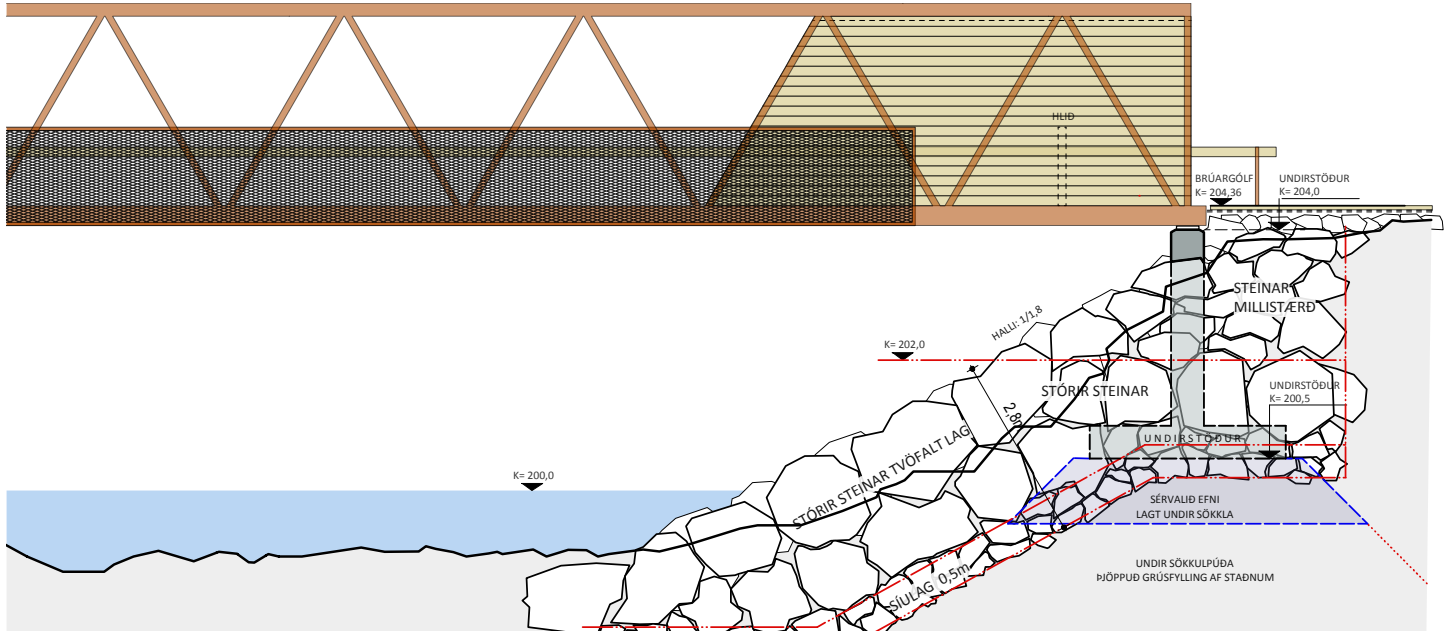 HLIÐ
BRÚARGÓLF
K= 204,36
UNDIRSTÖÐUR
K= 204,0
STEINAR
MILLISTÆRÐ
HALLI: 1/1,8
K= 202,0
STÓRIR STEINAR
2,8m
UNDIRSTÖÐUR
K= 200,5
UNDIRSTÖÐUR
K= 200,0
STÓRIR STEINAR TVÖFALT LAG
SÉRVALIÐ EFNI
LAGT UNDIR SÖKKLA
UNDIR SÖKKULPÚÐA
ÞJÖPPUÐ GRÚSFYLLING AF STAÐNUM
SÍULAG 0,5m